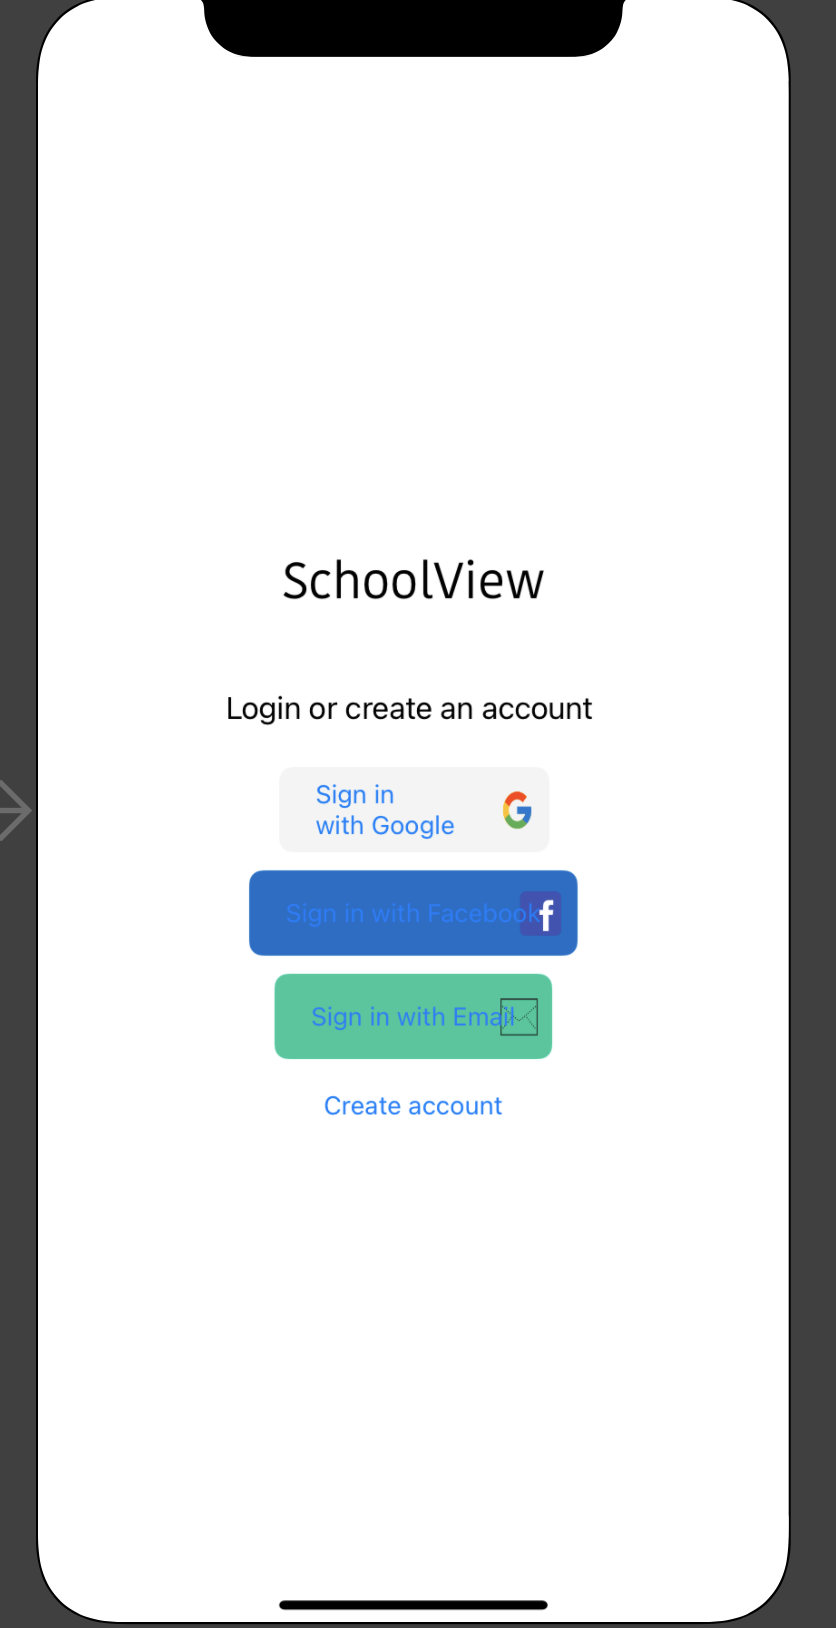 SchoolView
Login or create an account
Sign in
with Google
Sign in with Facebook
Sign in with Email
Create account